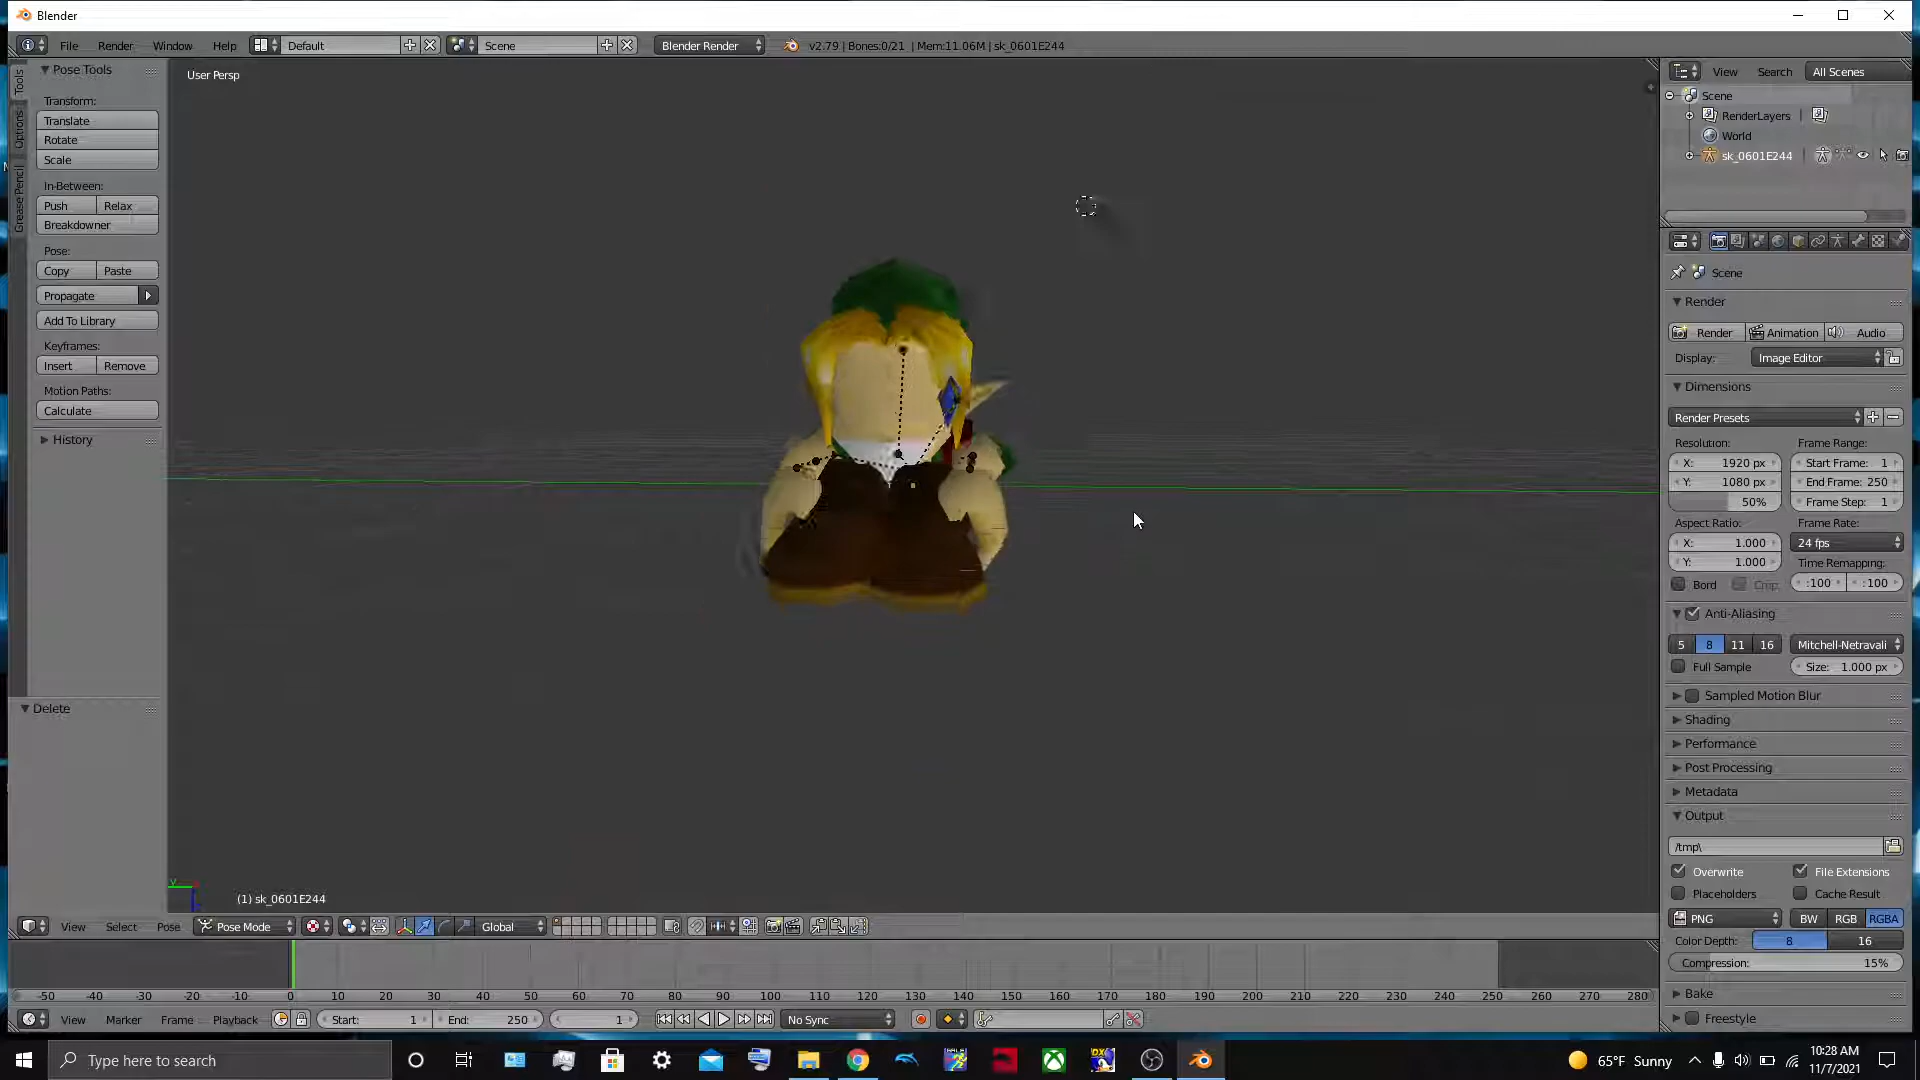 Blender
File Render Window Help Default Scene Blender Render v2.79 | Bones:0/21 | Mem:11.06M | sk_0601E244
Tools
Options
Grease Pencil
Pose Tools
Transform:
Translate
Rotate
Scale
In-Between:
Push Relax
Breakdowner
Pose:
Copy Paste
Propagate
Add To Library
Keyframes:
Insert Remove
Motion Paths:
Calculate
History
Delete
User Persp
(1) sk_0601E244
View Select Pose Pose Mode Global
-50 -40 -30 -20 -10 0 10 20 30 40 50 60 70 80 90 100 110 120 130 140 150 160 170 180 190 200 210 220 230 240 250 260 270 280
View Marker Frame Playback Start: 1 End: 250 1 No Sync
View Search All Scenes
Scene
RenderLayers
World
sk_0601E244
Scene
Render
Render Animation Audio
Display: Image Editor
Dimensions
Render Presets
Resolution: Frame Range:
X: 1920 px Start Frame: 1
Y: 1080 px End Frame: 250
50% Frame Step: 1
Aspect Ratio: Frame Rate:
X: 1.000 24 fps
Y: 1.000 Time Remapping:
Bord Crop :100 :100
Anti-Aliasing
5 8 11 16 Mitchell-Netravali
Full Sample Size: 1.000 px
Sampled Motion Blur
Shading
Performance
Post Processing
Metadata
Output
/tmp\
Overwrite File Extensions
Placeholders Cache Result
PNG BW RGB RGBA
Color Depth: 8 16
Compression: 15%
Bake
Freestyle
Type here to search 65°F Sunny 10:28 AM
11/7/2021